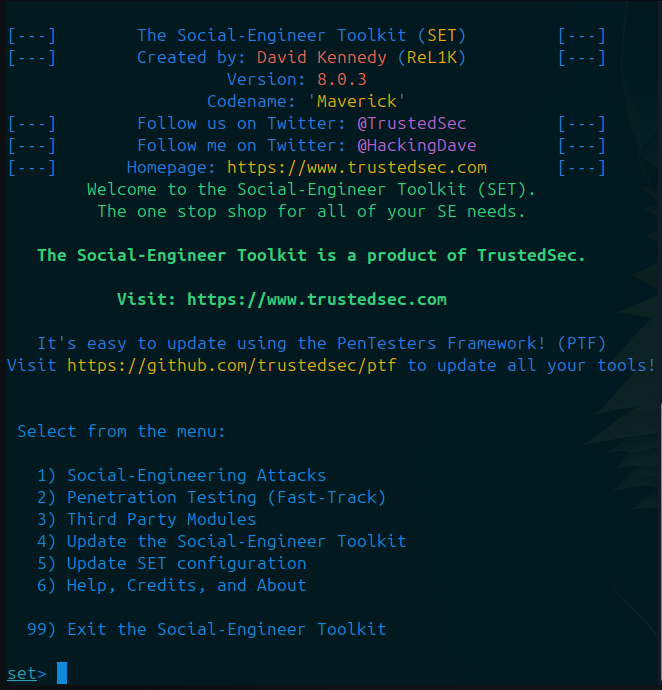 [---]        The Social-Engineer Toolkit (SET)         [---]
[---]        Created by: David Kennedy (ReL1K)         [---]
                      Version: 8.0.3
                    Codename: 'Maverick'
[---]        Follow us on Twitter: @TrustedSec         [---]
[---]        Follow me on Twitter: @HackingDave        [---]
[---]       Homepage: https://www.trustedsec.com       [---]
        Welcome to the Social-Engineer Toolkit (SET).
         The one stop shop for all of your SE needs.

   The Social-Engineer Toolkit is a product of TrustedSec.

           Visit: https://www.trustedsec.com

   It's easy to update using the PenTesters Framework! (PTF)
Visit https://github.com/trustedsec/ptf to update all your tools!

 Select from the menu:

   1) Social-Engineering Attacks
   2) Penetration Testing (Fast-Track)
   3) Third Party Modules
   4) Update the Social-Engineer Toolkit
   5) Update SET configuration
   6) Help, Credits, and About

  99) Exit the Social-Engineer Toolkit

set>